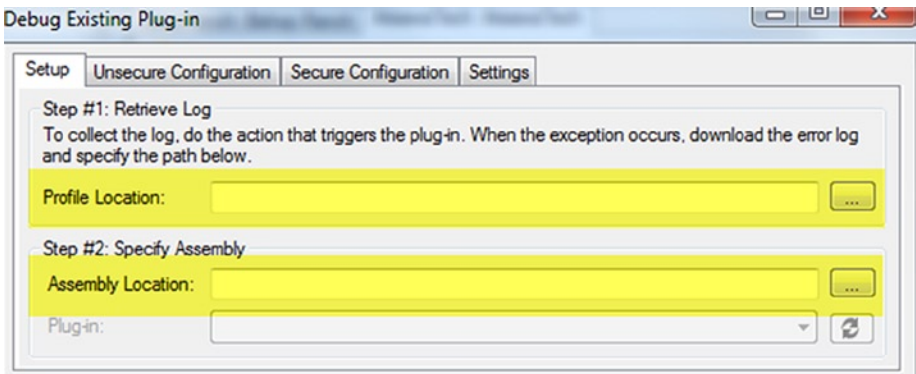 Debug Existing Plug-in
Setup Unsecure Configuration Secure Configuration Settings
Step #1: Retrieve Log
To collect the log, do the action that triggers the plug-in. When the exception occurs, download the error log
and specify the path below.
Profile Location: ...
Step #2: Specify Assembly
Assembly Location: ...
Plug-in: